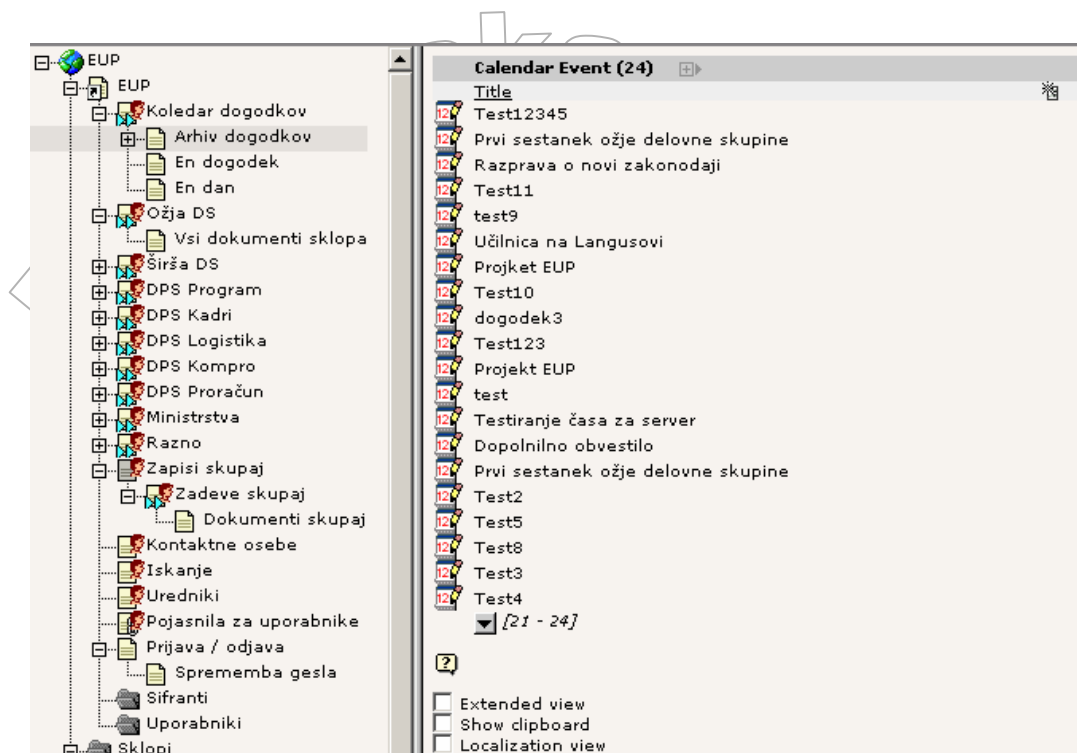 EUP
EUP
Koledar dogodkov
Arhiv dogodkov
En dogodek
En dan
Ožja DS
Vsi dokumenti sklopa
Širša DS
DPS Program
DPS Kadri
DPS Logistika
DPS Kompro
DPS Proračun
Ministrstva
Razno
Zapisi skupaj
Zadeve skupaj
Dokumenti skupaj
Kontaktne osebe
Iskanje
Uredniki
Pojasnila za uporabnike
Prijava / odjava
Sprememba gesla
Sifranti
Uporabniki
Sklopi
Calendar Event (24)
Title
Test12345
Prvi sestanek ožje delovne skupine
Razprava o novi zakonodaji
Test11
test9
Učilnica na Langusovi
Projket EUP
Test10
dogodek3
Test123
Projekt EUP
test
Testiranje časa za server
Dopolnilno obvestilo
Prvi sestanek ožje delovne skupine
Test2
Test5
Test8
Test3
Test4
[21 - 24]
Extended view
Show clipboard
Localization view